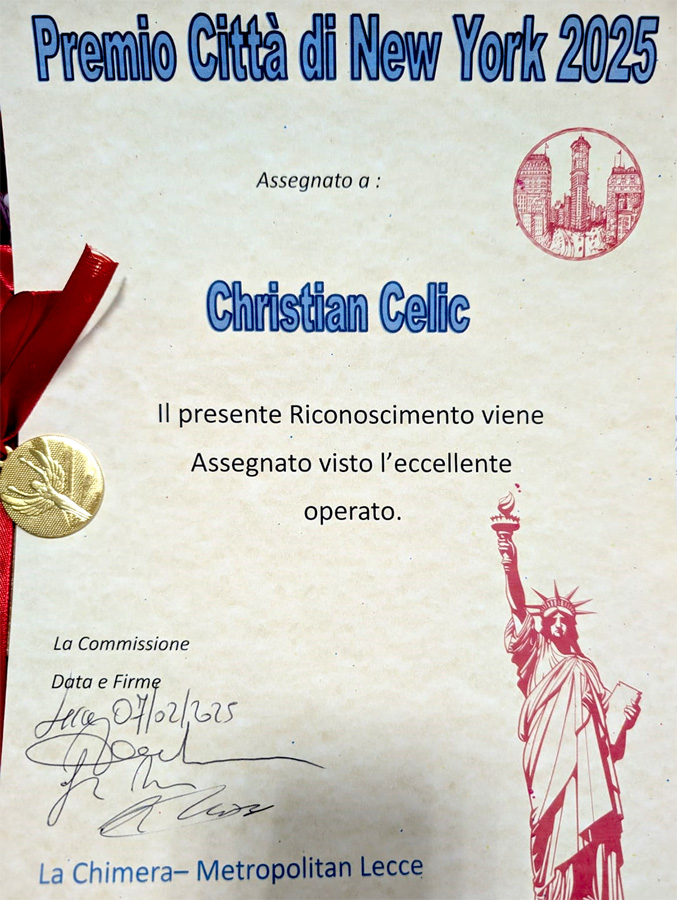 Premio Città di New York 2025
Assegnato a :
Christian Celic
Il presente Riconoscimento viene
Assegnato visto l’eccellente
operato.
La Commissione
Data e Firme
Lecce, 07/02/2025
La Chimera– Metropolitan Lecce